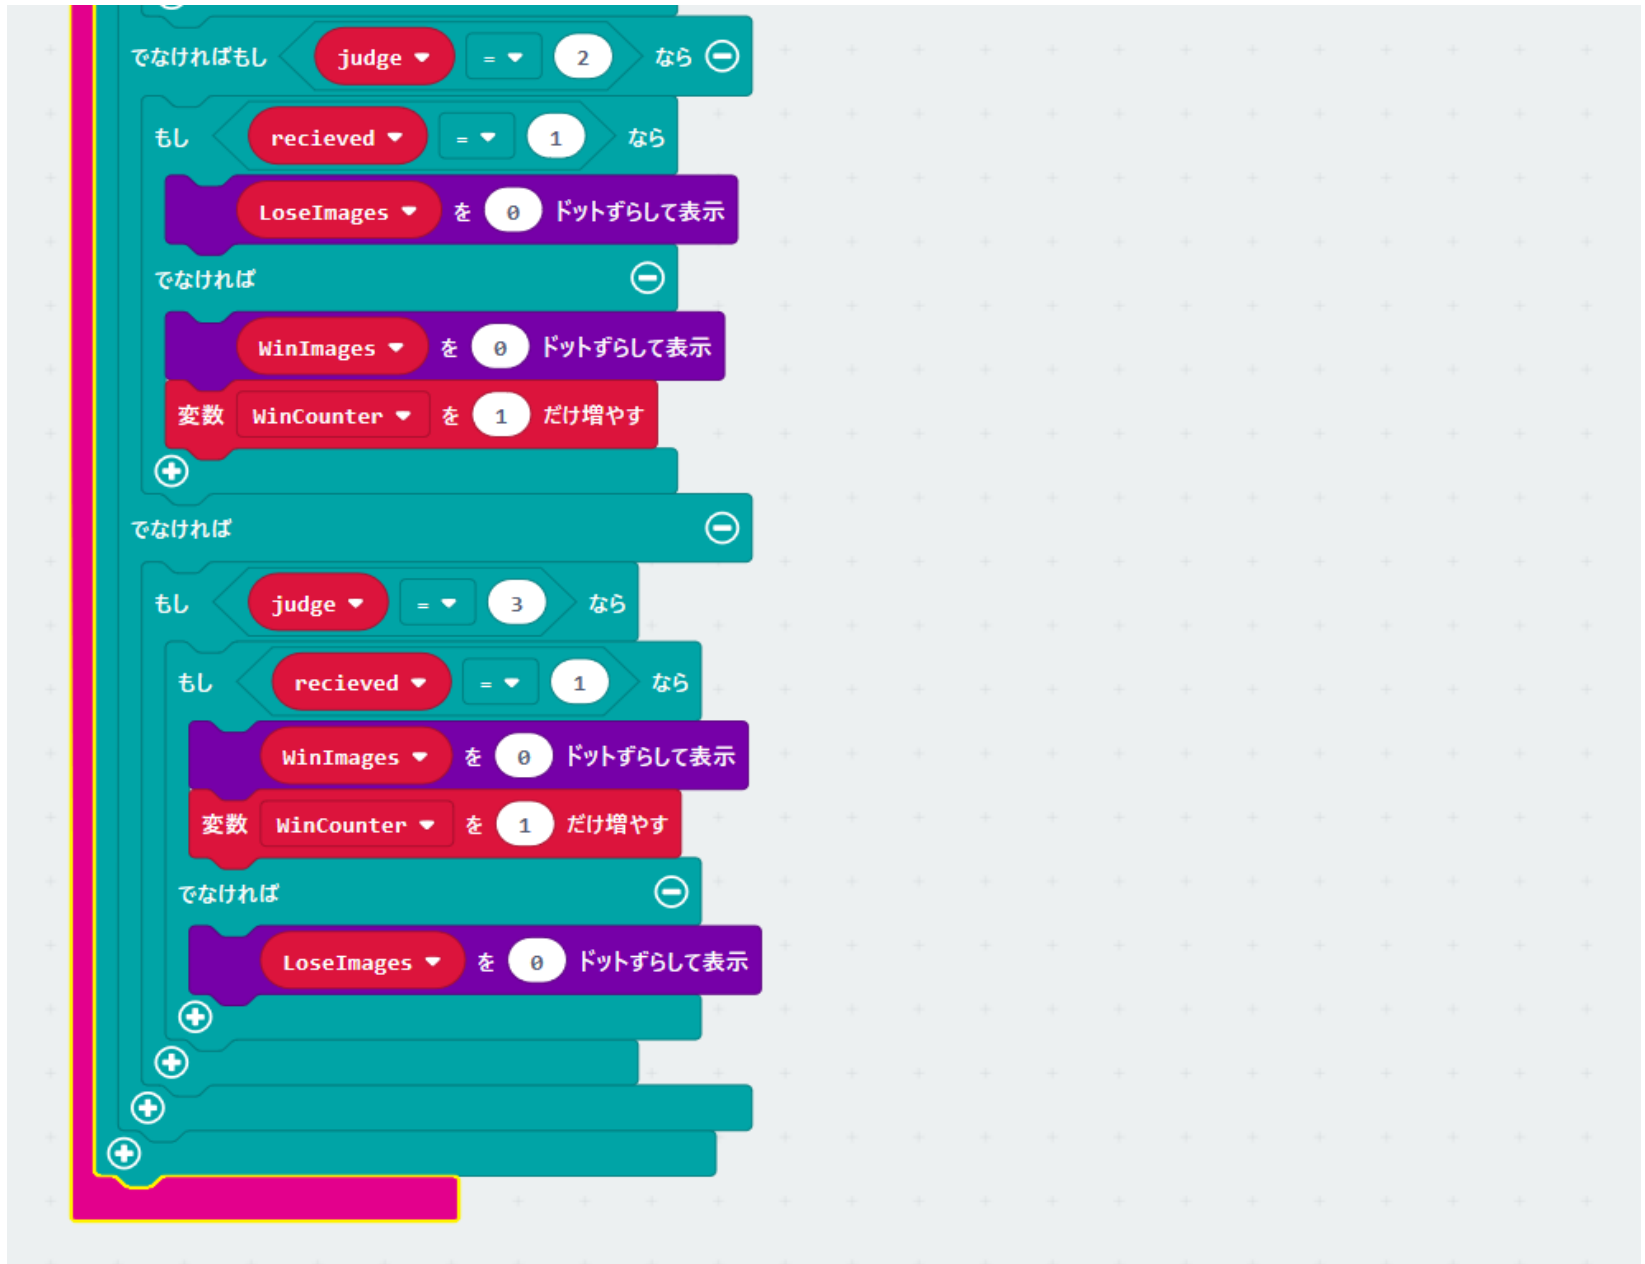 でなければもし judge = 2 なら
もし recieved = 1 なら
LoseImages を 0 ドットずらして表示
でなければ
WinImages を 0 ドットずらして表示
変数 WinCounter を 1 だけ増やす
でなければ
もし judge = 3 なら
もし recieved = 1 なら
WinImages を 0 ドットずらして表示
変数 WinCounter を 1 だけ増やす
でなければ
LoseImages を 0 ドットずらして表示